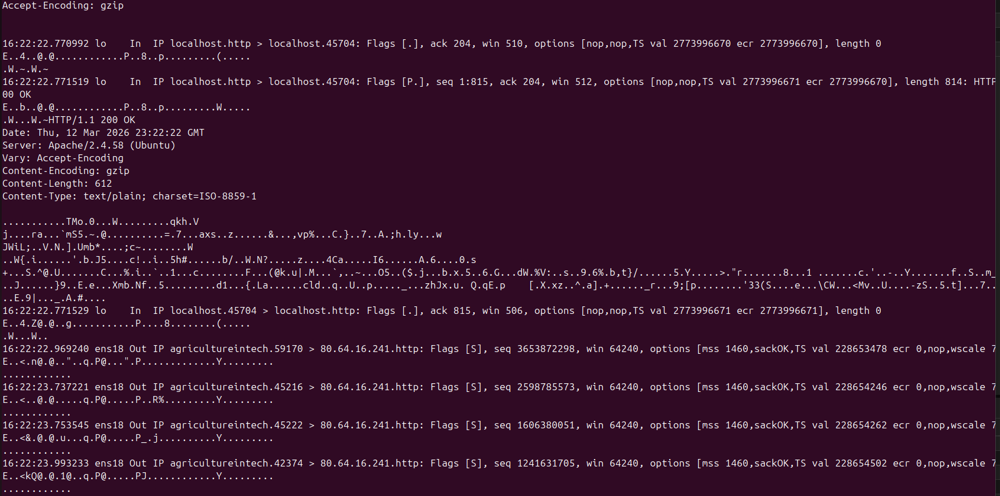 Accept-Encoding: gzip
16:22:22.770992 lo    In  IP localhost.http > localhost.45704: Flags [.], ack 204, win 510, options [nop,nop,TS val 2773996670 ecr 2773996670], length 0
E..4..@.@............P..8..p.........(.....
.W.~.W.~
16:22:22.771519 lo    In  IP localhost.http > localhost.45704: Flags [P.], seq 1:815, ack 204, win 512, options [nop,nop,TS val 2773996671 ecr 2773996670], length 814: HTTP
00 OK
E..b..@.@............P..8..p.........W.....
.W...W.~HTTP/1.1 200 OK
Date: Thu, 12 Mar 2026 23:22:22 GMT
Server: Apache/2.4.58 (Ubuntu)
Vary: Accept-Encoding
Content-Encoding: gzip
Content-Length: 612
Content-Type: text/plain; charset=ISO-8859-1
...........TMo.0...W.........qkh.V
j....ra...`mS5.~.@..........=.7...axs..z......&...,vp%...C.}..7..A.;h.ly...w
JWiL;..V.N.].Umb*....;c~........W
..W{.i......'.b.J5....c!..i..5h#......b/..W.N?.....z....4Ca.....I6......A.6....0.s
+...S.^@.U.......C...%.i..`..1...c........F...(@k.u|.M...`,..~...O5..($.j...b.x.5..6.G...dW.%V:..s..9.6%.b,t}/......5.Y.....>."r.......8...1 .......c.'..-..Y.......f..S..m_
..J......}9..E.e...Xmb.Nf..5.........d1...{.La......cld..q..U..p....._...zhJx.u. Q.qE.p    [.X.xz..^.a].+......_r...9;[p........'33(S....e...\CW...<Mv..U....-zS..5.t]...7..
..E.9|..._.A.#....
16:22:22.771529 lo    In  IP localhost.45704 > localhost.http: Flags [.], ack 815, win 506, options [nop,nop,TS val 2773996671 ecr 2773996671], length 0
E..4.Z@.@..g...........P....8........(.....
.W...W..
16:22:22.969240 ens18 Out IP agricultureintech.59170 > 80.64.16.241.http: Flags [S], seq 3653872298, win 64240, options [mss 1460,sackOK,TS val 228653478 ecr 0,nop,wscale 7
E..<.n@.@.."..q.P@...".P.............Y.........
............
16:22:23.737221 ens18 Out IP agricultureintech.45216 > 80.64.16.241.http: Flags [S], seq 2598785573, win 64240, options [mss 1460,sackOK,TS val 228654246 ecr 0,nop,wscale 7
E..<..@.@.....q.P@.....P..R%.........Y.........
............
16:22:23.753545 ens18 Out IP agricultureintech.45222 > 80.64.16.241.http: Flags [S], seq 1606380051, win 64240, options [mss 1460,sackOK,TS val 228654262 ecr 0,nop,wscale 7
E..<&.@.@.u...q.P@.....P_.j..........Y.........
............
16:22:23.993233 ens18 Out IP agricultureintech.42374 > 80.64.16.241.http: Flags [S], seq 1241631705, win 64240, options [mss 1460,sackOK,TS val 228654502 ecr 0,nop,wscale 7
E..<kQ@.@.1@..q.P@.....PJ............Y.........
............